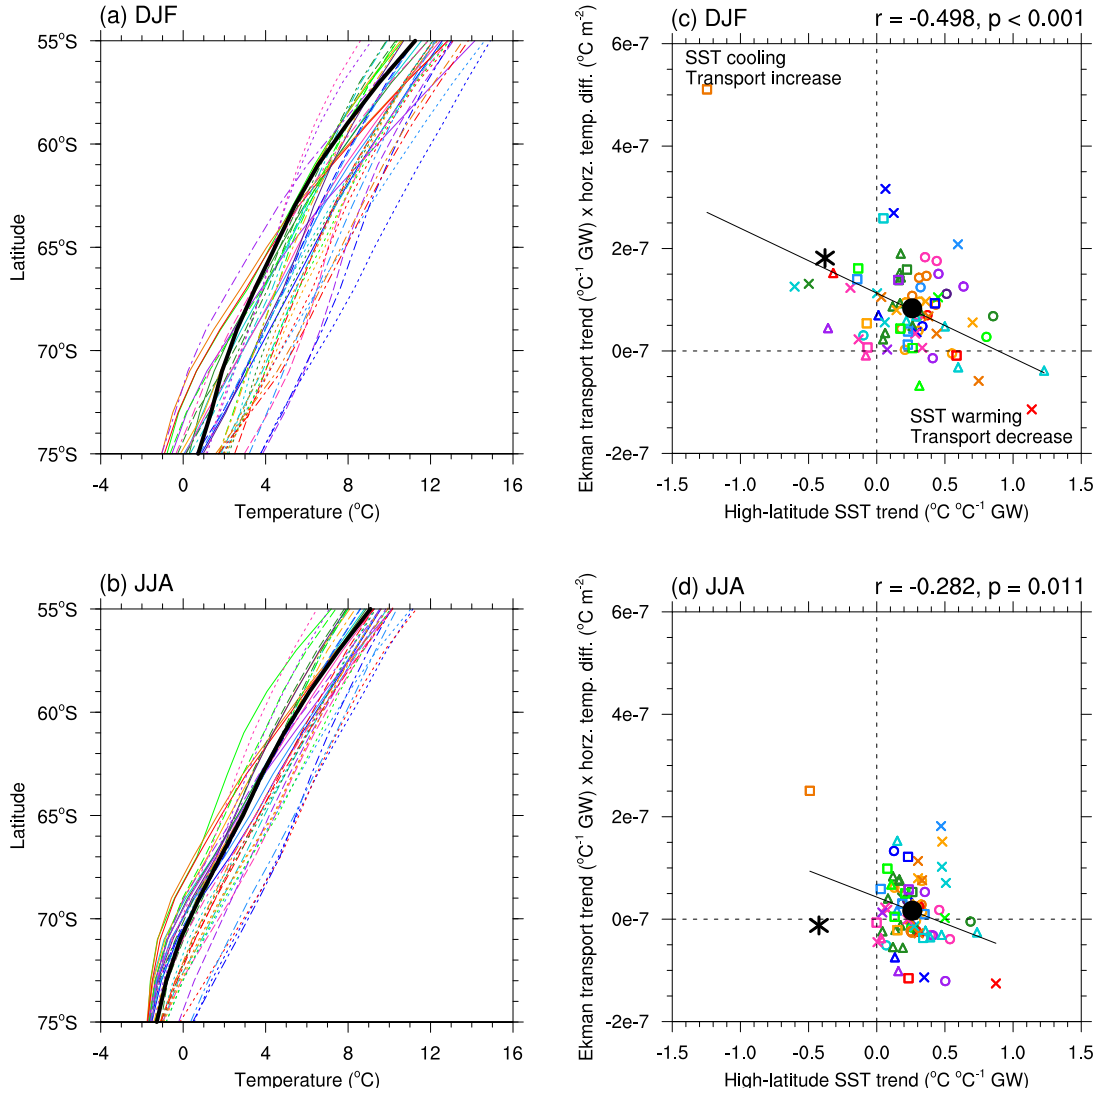 (a) DJF
55°S
60°S
65°S
70°S
75°S
Latitude
-4 0 4 8 12 16
Temperature (°C)
(c) DJF
r = -0.498, p < 0.001
SST cooling
Transport increase
6e-7
4e-7
2e-7
0e-7
-2e-7
Ekman transport trend (°C⁻¹ GW) x horz. temp. diff. (°C m⁻²)
SST warming
Transport decrease
-1.5 -1.0 -0.5 0.0 0.5 1.0 1.5
High-latitude SST trend (°C °C⁻¹ GW)
(b) JJA
55°S
60°S
65°S
70°S
75°S
Latitude
-4 0 4 8 12 16
Temperature (°C)
(d) JJA
r = -0.282, p = 0.011
6e-7
4e-7
2e-7
0e-7
-2e-7
Ekman transport trend (°C⁻¹ GW) x horz. temp. diff. (°C m⁻²)
-1.5 -1.0 -0.5 0.0 0.5 1.0 1.5
High-latitude SST trend (°C °C⁻¹ GW)